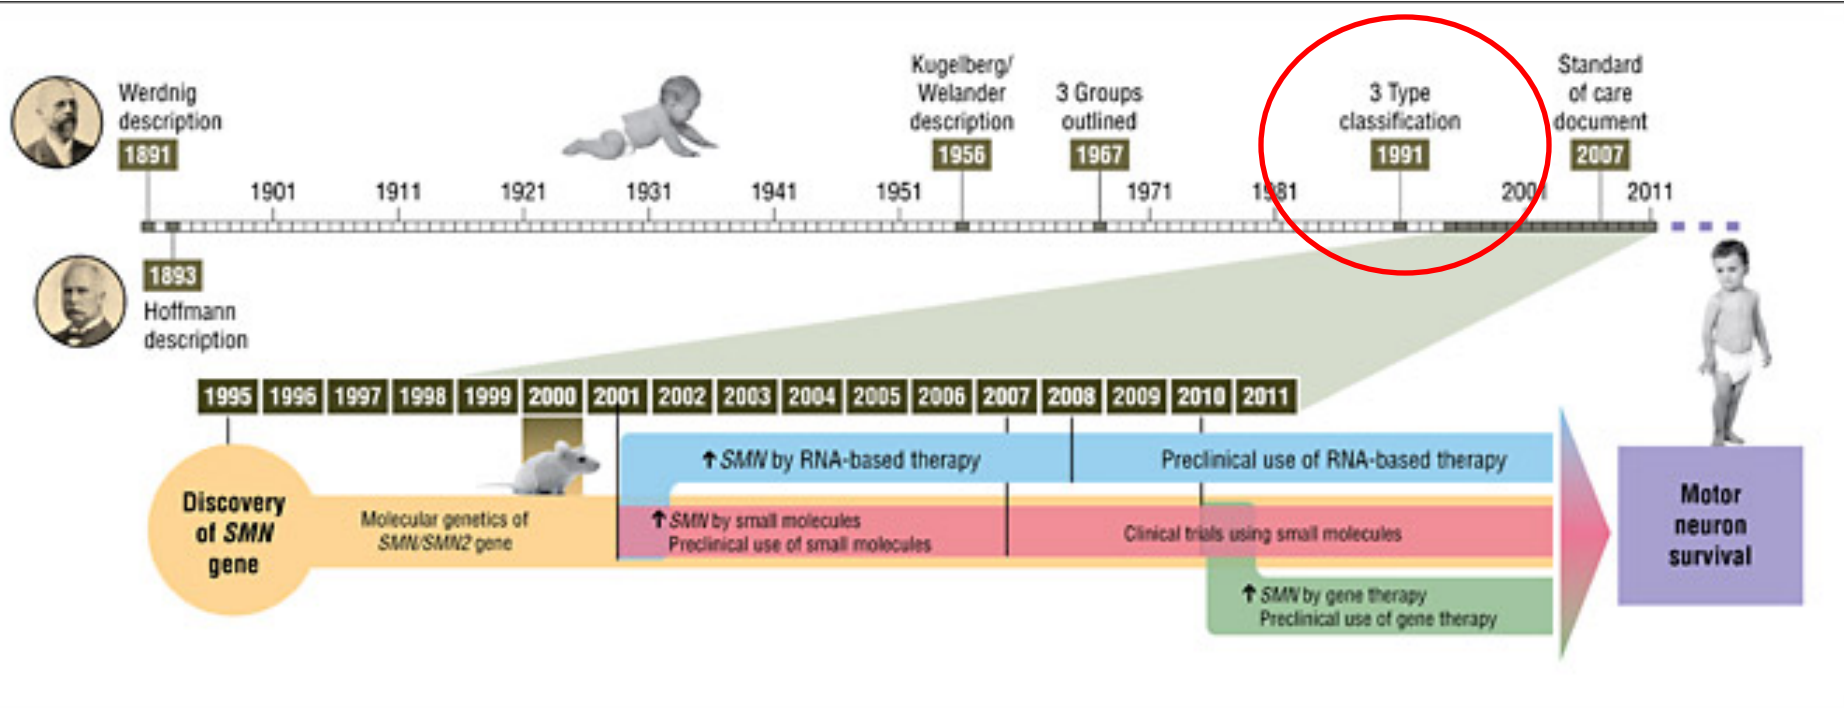 Werdnig
description
1891
Kugelberg/
Welander
description
1956
3 Groups
outlined
1967
3 Type
classification
1991
Standard
of care
document
2007
1901
1911
1921
1931
1941
1951
1971
1981
2001
2011
1893
Hoffmann
description
1995
1996
1997
1998
1999
2000
2001
2002
2003
2004
2005
2006
2007
2008
2009
2010
2011
Discovery
of SMN
gene
Molecular genetics of
SMN/SMN2 gene
↑ SMN by RNA-based therapy
Preclinical use of RNA-based therapy
↑ SMN by small molecules
Preclinical use of small molecules
Clinical trials using small molecules
↑ SMN by gene therapy
Preclinical use of gene therapy
Motor
neuron
survival